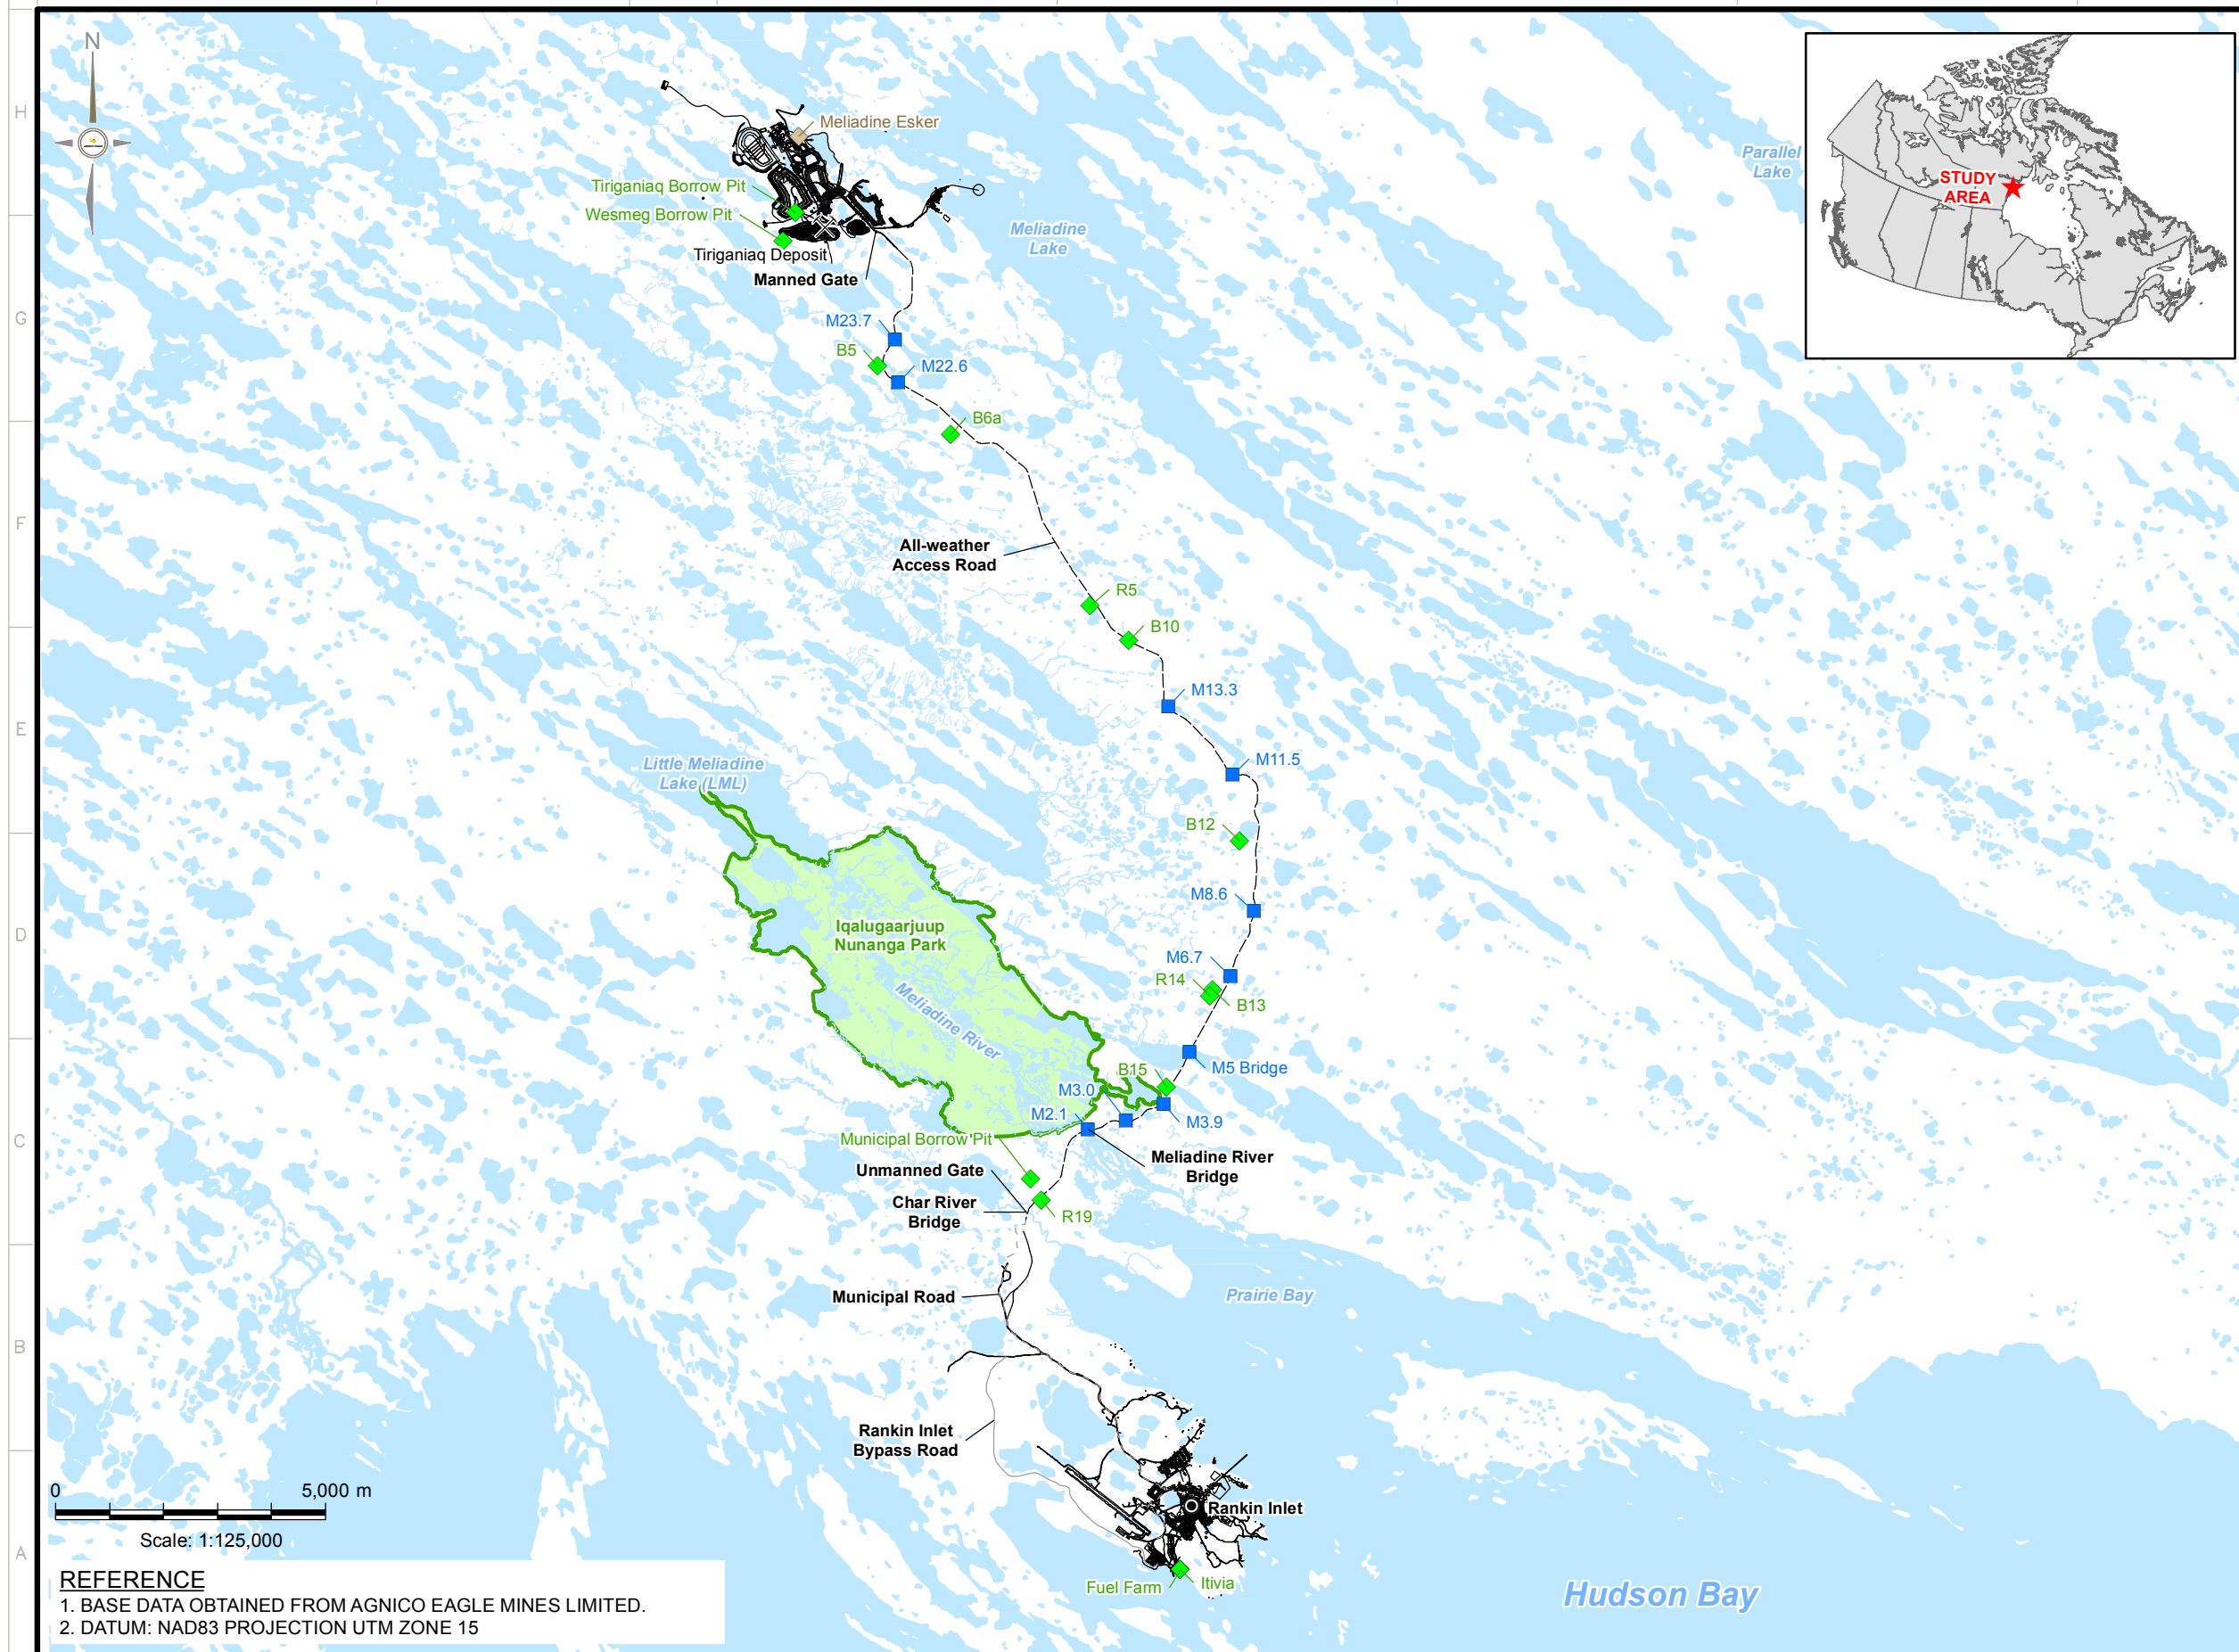 N
H
G
F
E
D
C
B
A
Meliadine Esker
Tiriganiaq Borrow Pit
Wesmeg Borrow Pit
Tiriganiaq Deposit
Manned Gate
Meliadine
Lake
Parallel
Lake
STUDY
AREA
M23.7
B5
M22.6
B6a
All-weather
Access Road
R5
B10
M13.3
M11.5
Little Meliadine
Lake (LML)
B12
M8.6
Iqalugaarjuup
Nunanga Park
M6.7
R14
B13
Meliadine River
M5 Bridge
B15
M3.0
M2.1
M3.9
Municipal Borrow Pit
Meliadine River
Bridge
Unmanned Gate
Char River
Bridge
R19
Municipal Road
Prairie Bay
Rankin Inlet
Bypass Road
Rankin Inlet
Fuel Farm
Itivia
Hudson Bay
0 5,000 m
Scale: 1:125,000
REFERENCE
1. BASE DATA OBTAINED FROM AGNICO EAGLE MINES LIMITED.
2. DATUM: NAD83 PROJECTION UTM ZONE 15